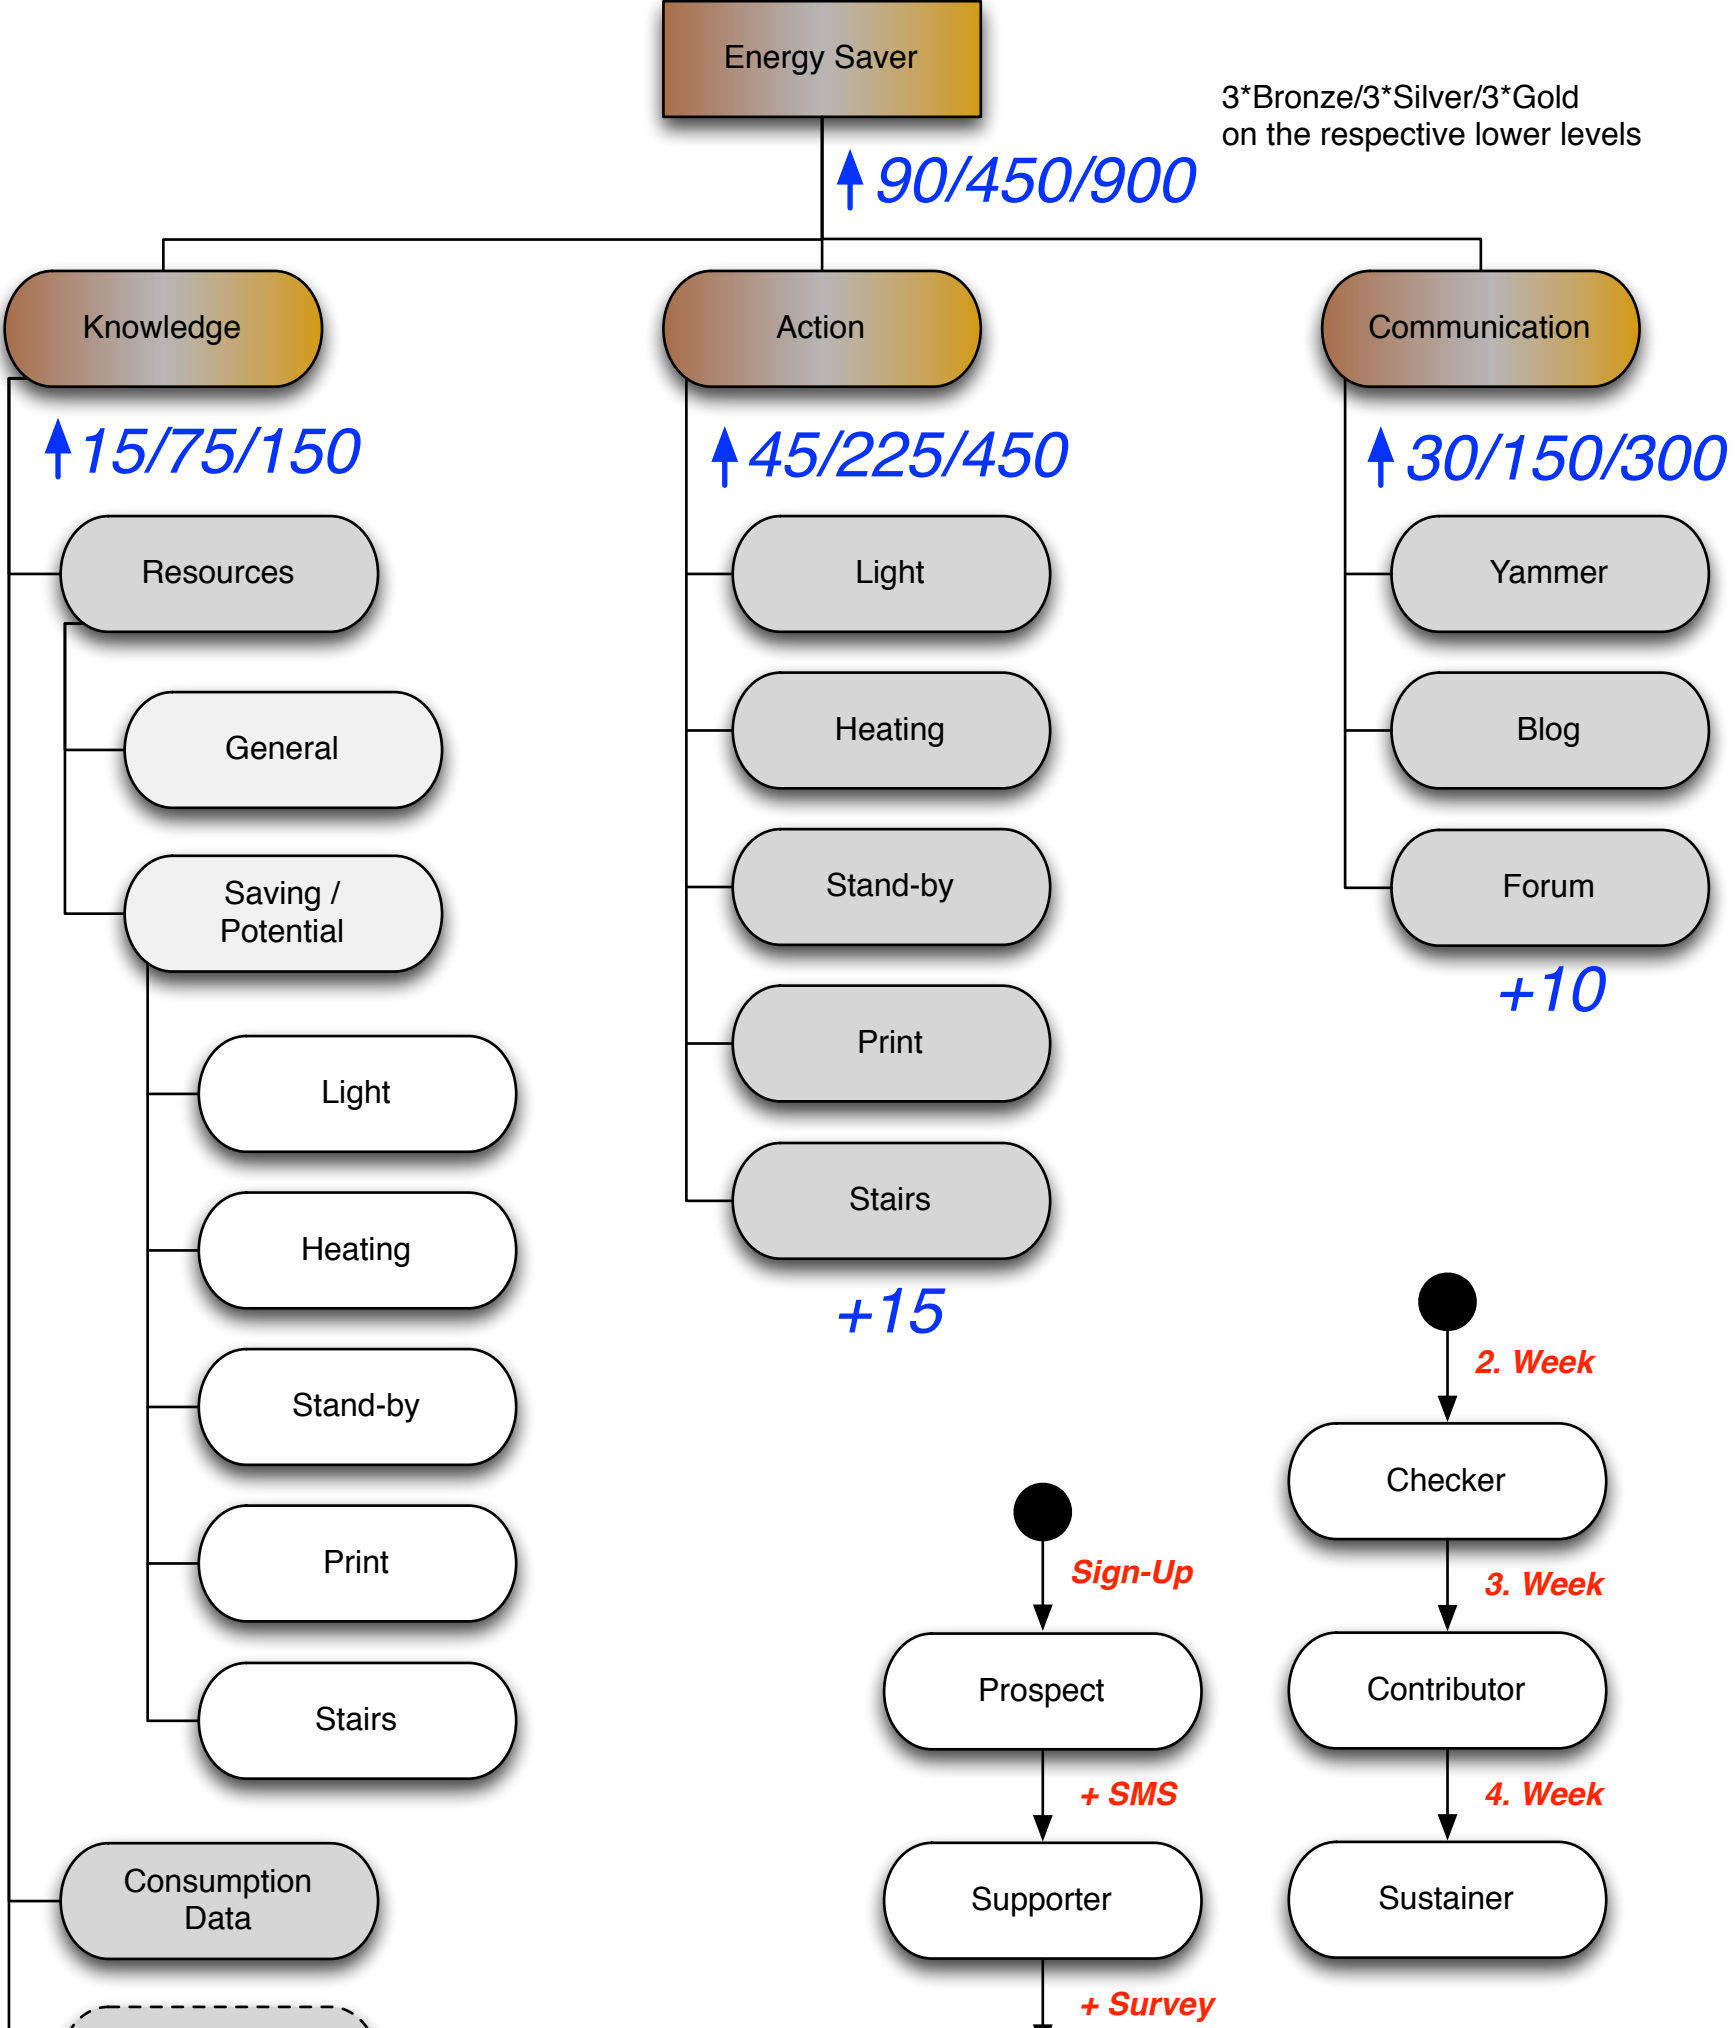 Energy Saver
3*Bronze/3*Silver/3*Gold
on the respective lower levels
90/450/900
Knowledge
Action
Communication
15/75/150
45/225/450
30/150/300
Resources
General
Saving /
Potential
Light
Heating
Stand-by
Print
Stairs
Consumption
Data
Light
Heating
Stand-by
Print
Stairs
+15
Yammer
Blog
Forum
+10
Sign-Up
Prospect
+ SMS
Supporter
+ Survey
2. Week
Checker
3. Week
Contributor
4. Week
Sustainer